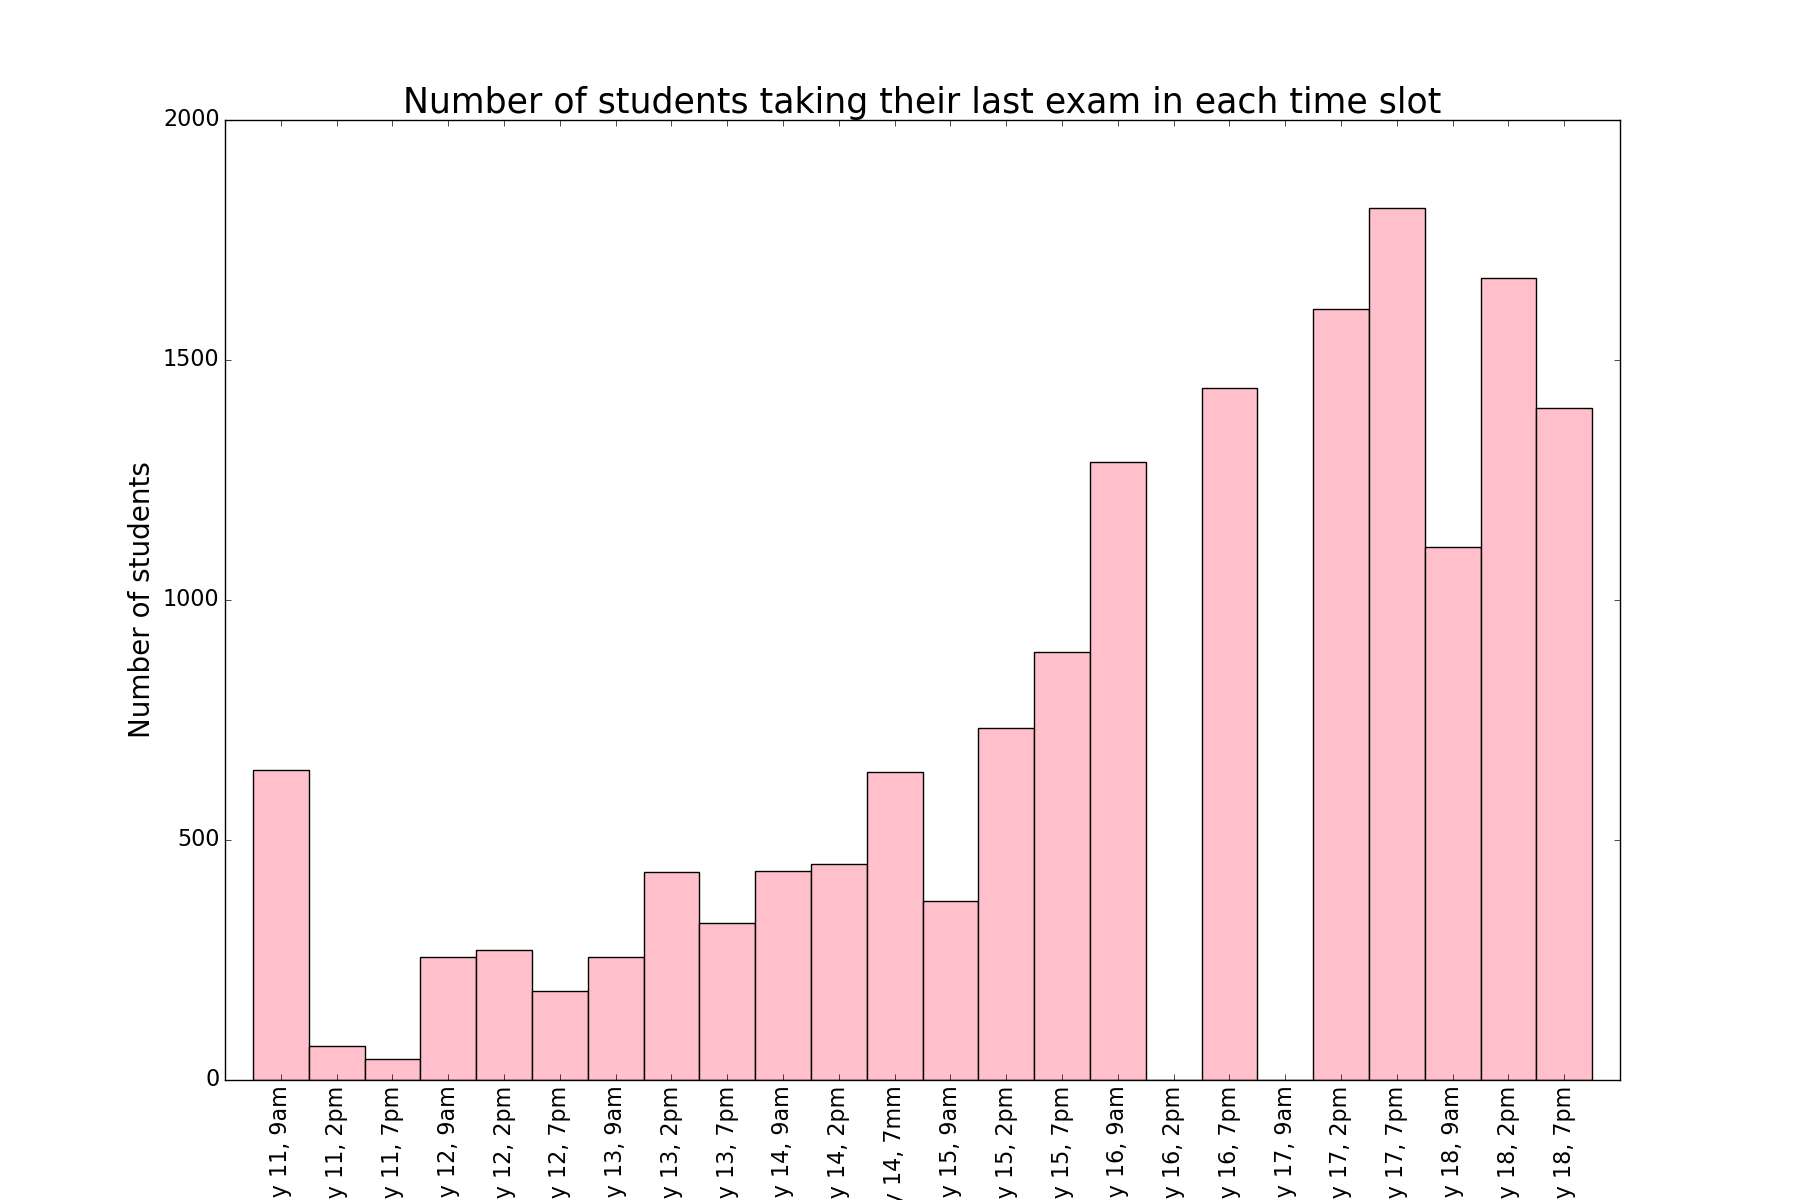 Number of students taking their last exam in each time slot
Number of students
2000
1500
1000
500
0
y 11, 9am
y 11, 2pm
y 11, 7pm
y 12, 9am
y 12, 2pm
y 12, 7pm
y 13, 9am
y 13, 2pm
y 13, 7pm
y 14, 9am
y 14, 2pm
y 14, 7mm
y 15, 9am
y 15, 2pm
y 15, 7pm
y 16, 9am
y 16, 2pm
y 16, 7pm
y 17, 9am
y 17, 2pm
y 17, 7pm
y 18, 9am
y 18, 2pm
y 18, 7pm